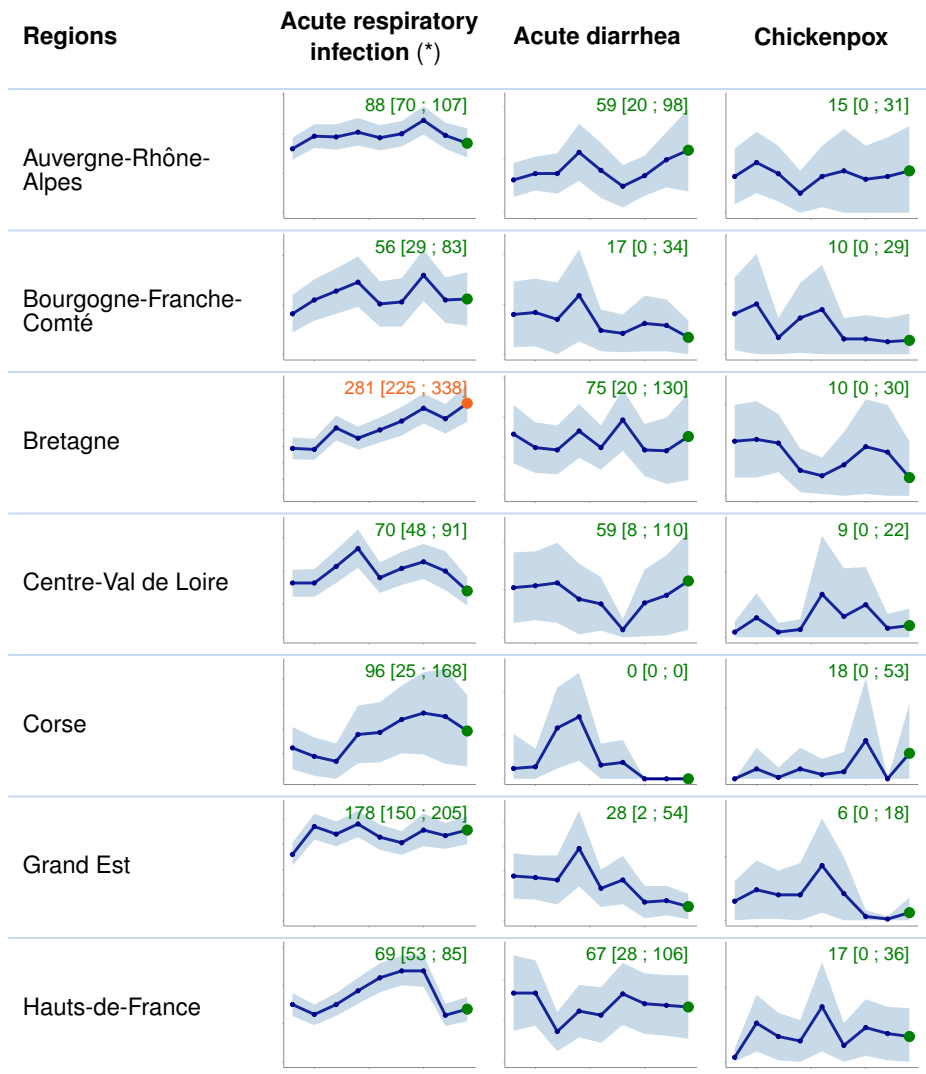 Regions
Acute respiratory
infection (*)
Acute diarrhea
Chickenpox
88 [70 ; 107]
59 [20 ; 98]
15 [0 ; 31]
Auvergne-Rhône-
Alpes
56 [29 ; 83]
17 [0 ; 34]
10 [0 ; 29]
Bourgogne-Franche-
Comté
281 [225 ; 338]
75 [20 ; 130]
10 [0 ; 30]
Bretagne
70 [48 ; 91]
59 [8 ; 110]
9 [0 ; 22]
Centre-Val de Loire
96 [25 ; 168]
0 [0 ; 0]
18 [0 ; 53]
Corse
178 [150 ; 205]
28 [2 ; 54]
6 [0 ; 18]
Grand Est
69 [53 ; 85]
67 [28 ; 106]
17 [0 ; 36]
Hauts-de-France